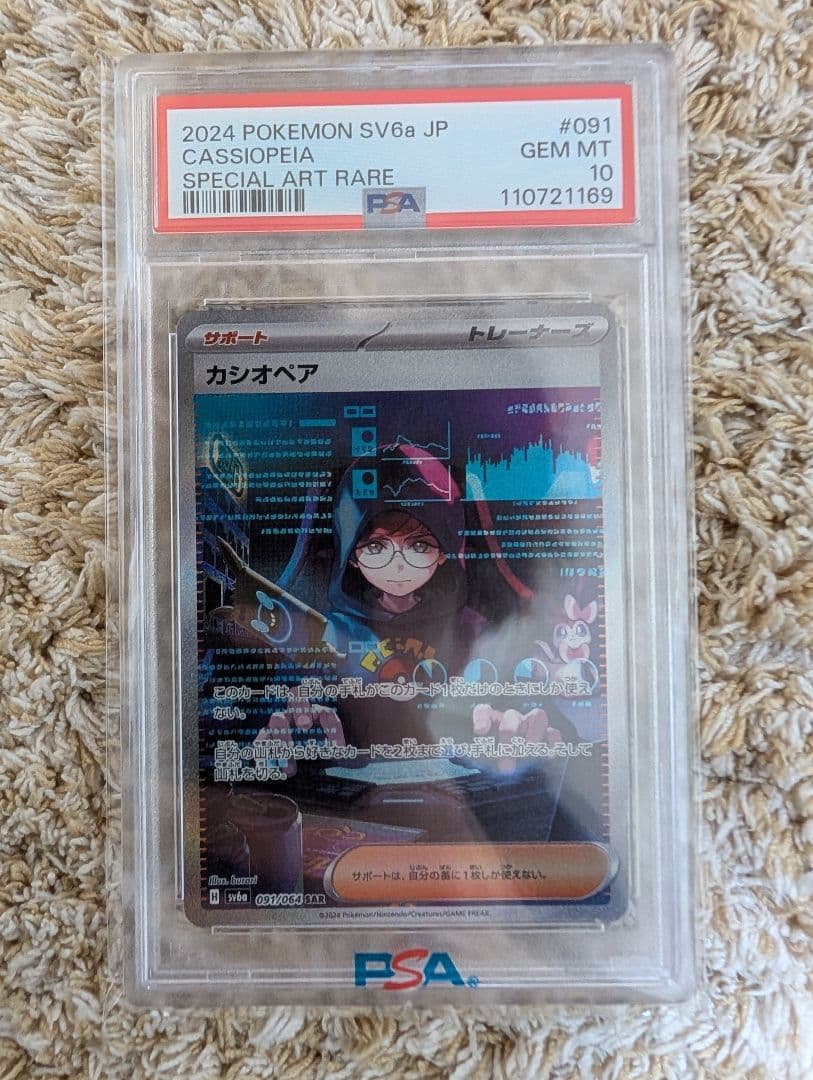 2024 POKEMON SV6a JP #091
CASSIOPEIA GEM MT
SPECIAL ART RARE 10
PSA 110721169
サポート トレーナーズ
カシオペア
このカードは、自分の手札がこのカード1枚だけのときにしか使え
ない。
自分の山札から好きなカードを2枚まで選び、手札に加える。そして
山札を切る。
サポートは、自分の番に1枚しか使えない。
Illus. burari
H sv6a 091/064 SAR
©2024 Pokémon/Nintendo/Creatures/GAME FREAK.
PSA®